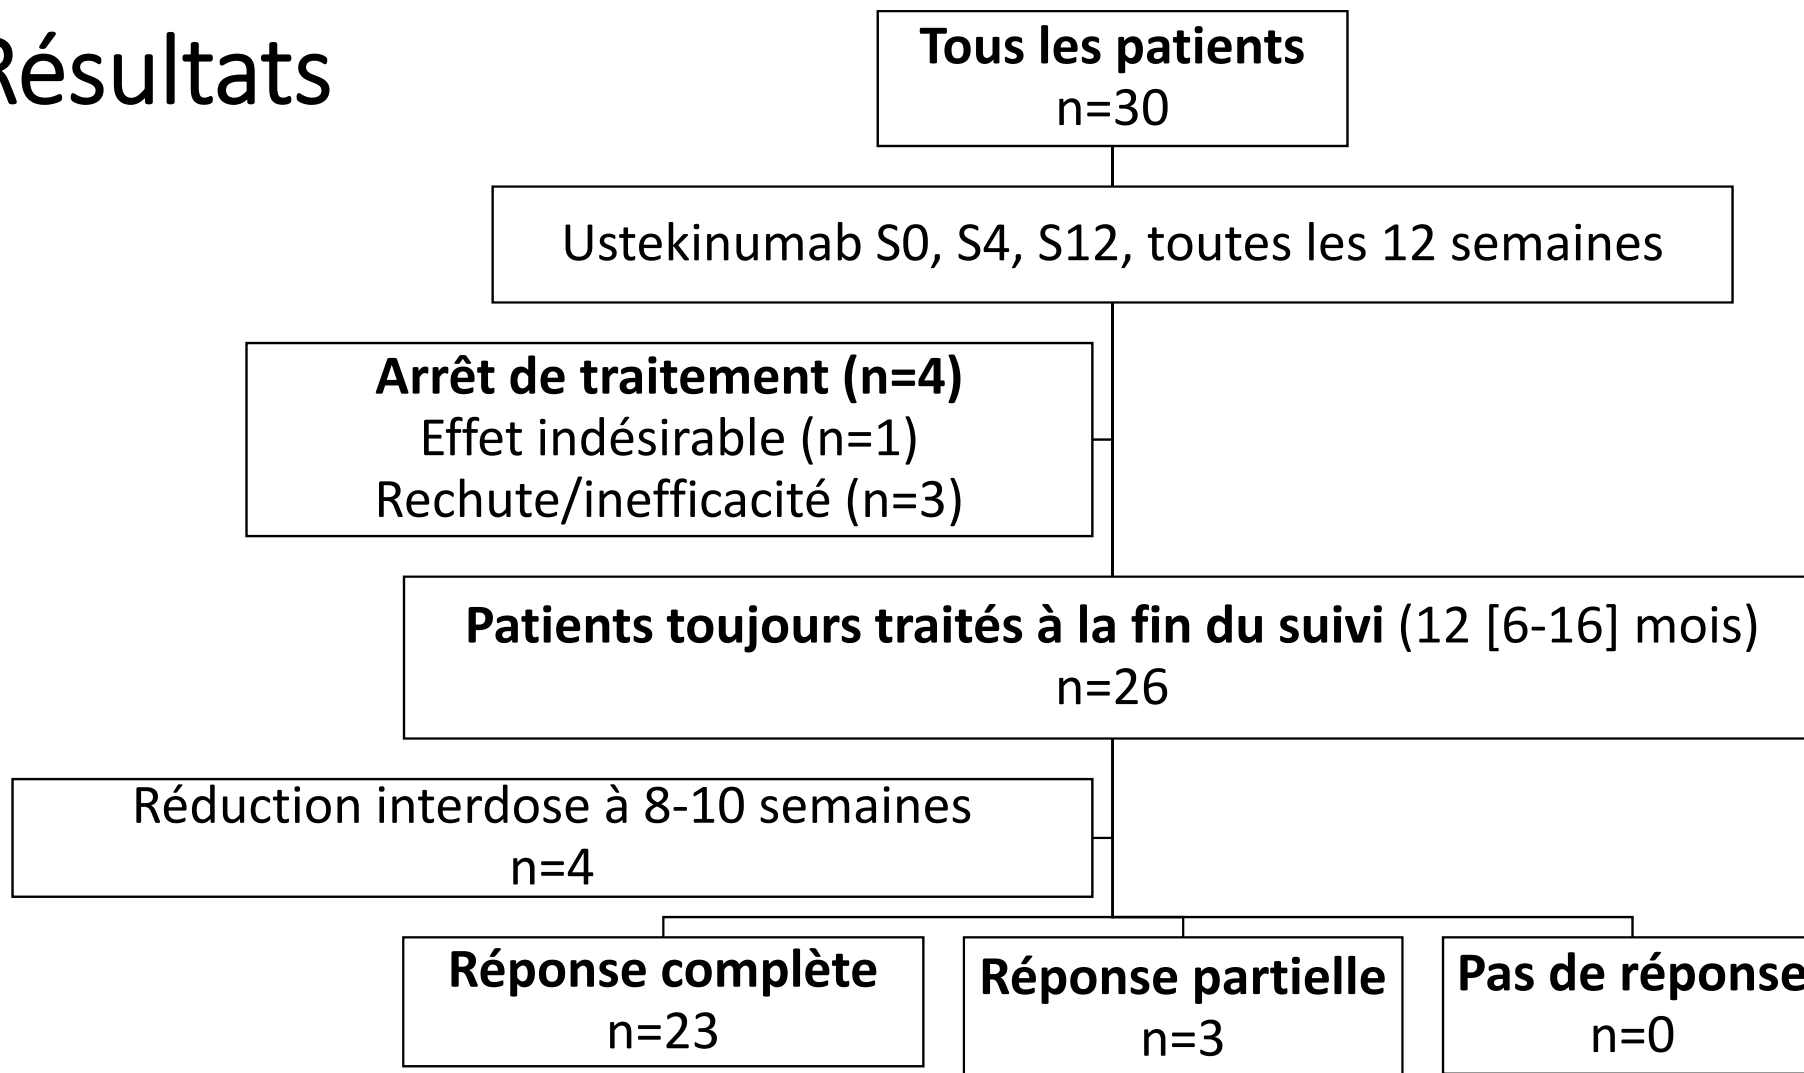 Résultats
Tous les patients
n=30
Ustekinumab S0, S4, S12, toutes les 12 semaines
Arrêt de traitement (n=4)
Effet indésirable (n=1)
Rechute/inefficacité (n=3)
Patients toujours traités à la fin du suivi (12 [6-16] mois)
n=26
Réduction interdose à 8-10 semaines
n=4
Réponse complète
n=23
Réponse partielle
n=3
Pas de réponse
n=0